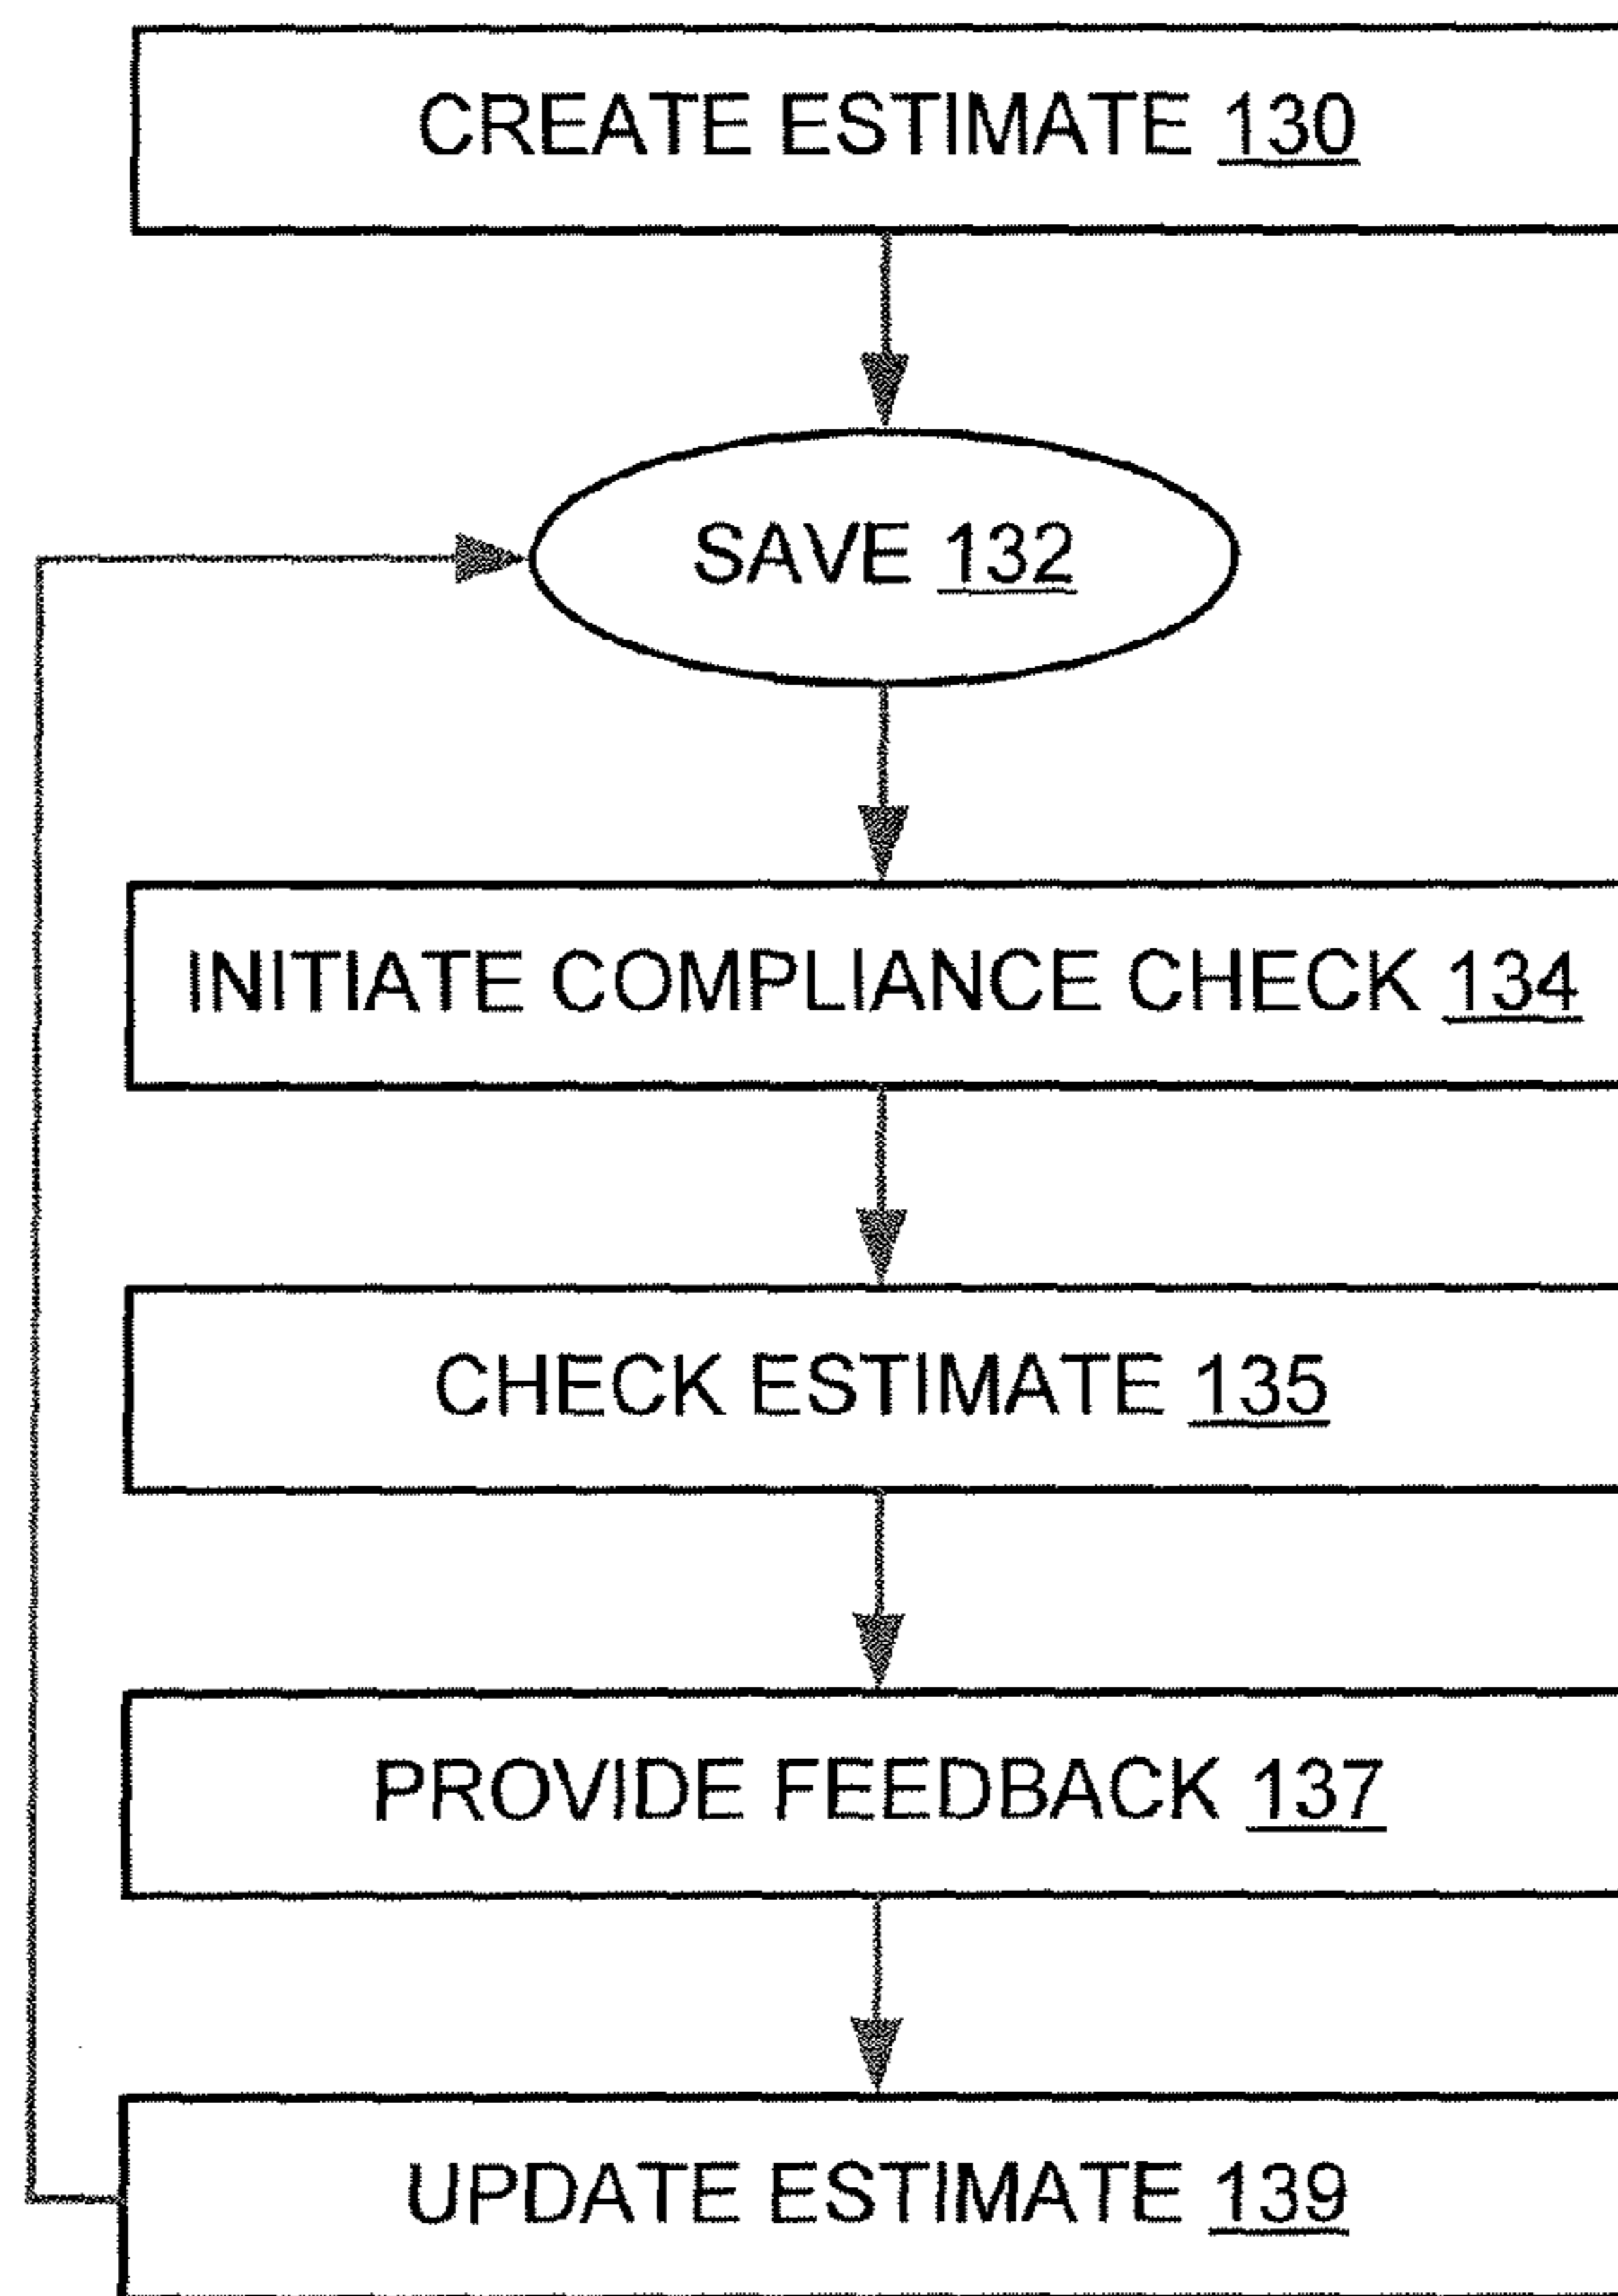 CREATE ESTIMATE 130
SAVE 132
INITIATE COMPLIANCE CHECK 134
CHECK ESTIMATE 135
PROVIDE FEEDBACK 137
UPDATE ESTIMATE 139